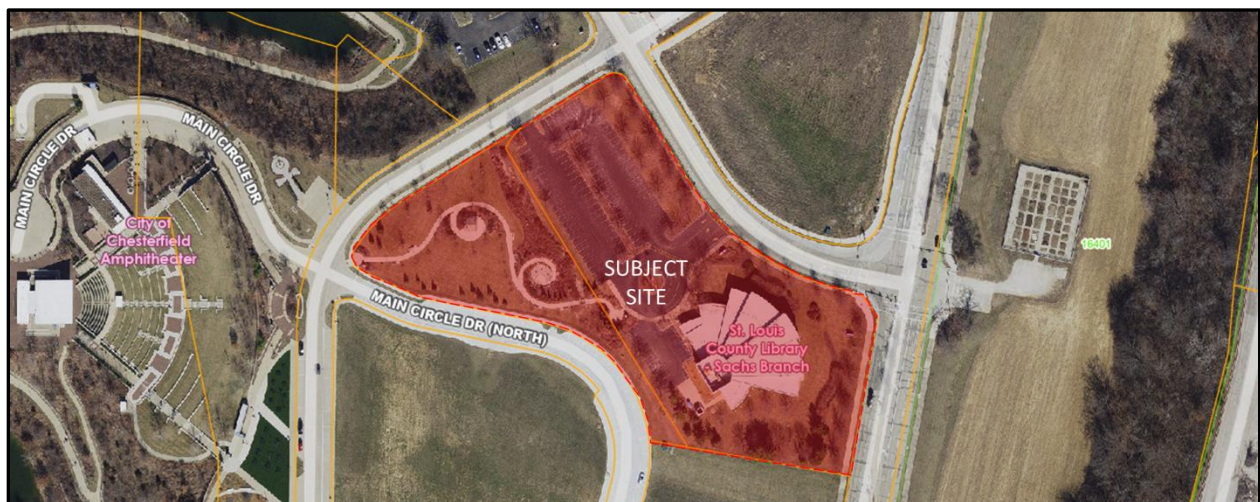 MAIN CIRCLE DR
MAIN CIRCLE DR
City of
Chesterfield
Amphitheater
MAIN CIRCLE DR (NORTH)
SUBJECT
SITE
St. Louis
County Library
- Sachs Branch
16401